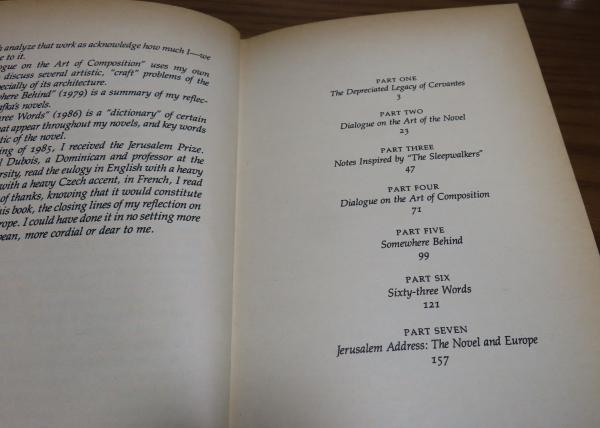 analyze that work as acknowledge how much I—we
to it.
ogue on the Art of Composition" uses my own
discuss several artistic, "craft" problems of the
ecially of its architecture.
where Behind" (1979) is a summary of my reflec-
afka's novels.
ree Words" (1986) is a "dictionary" of certain
at appear throughout my novels, and key words
tic of the novel.
ing of 1985, I received the Jerusalem Prize.
l Dubois, a Dominican and professor at the
ersity, read the eulogy in English with a heavy
with a heavy Czech accent, in French, I read
of thanks, knowing that it would constitute
his book, the closing lines of my reflection on
rope. I could have done it in no setting more
pean, more cordial or dear to me.
PART ONE
The Depreciated Legacy of Cervantes
3
PART TWO
Dialogue on the Art of the Novel
23
PART THREE
Notes Inspired by "The Sleepwalkers"
47
PART FOUR
Dialogue on the Art of Composition
71
PART FIVE
Somewhere Behind
99
PART SIX
Sixty-three Words
121
PART SEVEN
Jerusalem Address: The Novel and Europe
157